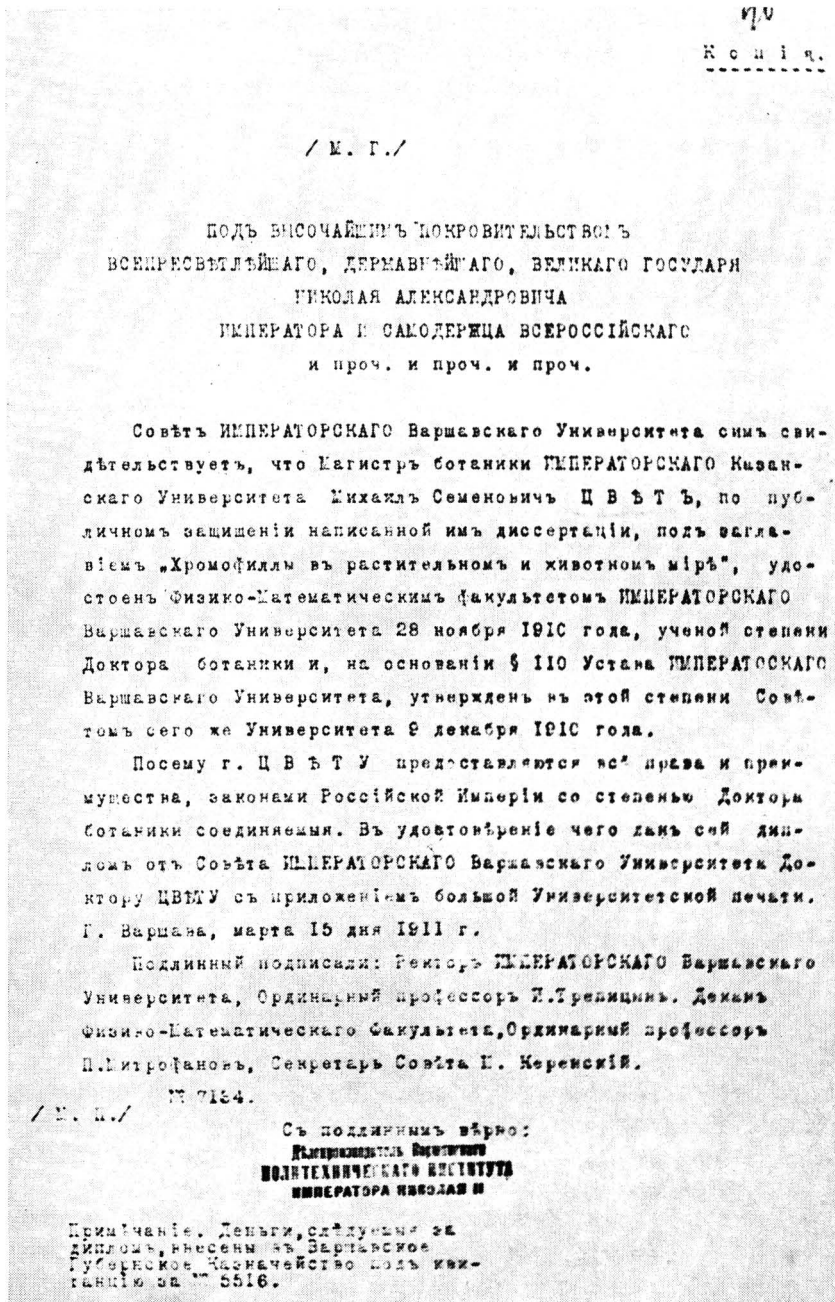 Копія.
/ М. Г./
ПОДЪ ВЫСОЧАЙШИМЪ ПОКРОВИТЕЛЬСТВОМЪ
ВСЕПРЕСВѢТЛѢЙШАГО, ДЕРЖАВНѢЙШАГО, ВЕЛИКАГО ГОСУДАРЯ
НИКОЛАЯ АЛЕКСАНДРОВИЧА
ИМПЕРАТОРА И САМОДЕРЖЦА ВСЕРОССІЙСКАГО
и проч. и проч. и проч.
Совѣтъ ИМПЕРАТОРСКАГО Варшавскаго Университета симъ сви-
дѣтельствуетъ, что Магистръ ботаники ИМПЕРАТОРСКАГО Казан-
скаго Университета Михаилъ Семеновичъ Ц В Ѣ Т Ъ, по пуб-
личномъ защищеніи написанной имъ диссертаціи, подъ загла-
віемъ „Хромофиллы въ растительномъ и животномъ мірѣ", удо-
стоенъ Физико-Математическимъ факультетомъ ИМПЕРАТОРСКАГО
Варшавскаго Университета 28 ноября 1910 года, ученой степени
Доктора ботаники и, на основаніи § 110 Устава ИМПЕРАТОСКАГО
Варшавскаго Университета, утвержденъ въ этой степени Совѣ-
томъ сего же Университета 9 декабря 1910 года.
Посему г. Ц В Ѣ Т У предоставляются всѣ права и преи-
мущества, законами Россійской Имперіи со степенью Доктора
ботаники соединяемыя. Въ удостовѣреніе чего данъ сей дип-
ломъ отъ Совѣта ИМПЕРАТОРСКАГО Варшавскаго Университета До-
ктору ЦВѢТУ съ приложеніемъ большой Университетской печати.
Г. Варшава, марта 15 дня 1911 г.
Подлинный подписали: Ректоръ ИМПЕРАТОРСКАГО Варшавскаго
Университета, Ординарный профессоръ И.Трепицынъ. Деканъ
Физико-Математическаго Факультета,Ординарный профессоръ
П.Митрофановъ, Секретарь Совѣта М. Керенскій.
№ 7134.
/ М. П./
Съ подлиннымъ вѣрно:
Дѣлопроизводитель Варшавскаго
ПОЛИТЕХНИЧЕСКАГО ИНСТИТУТА
ИМПЕРАТОРА НИКОЛАЯ II
Примѣчаніе. Деньги,слѣдуемыя за
дипломъ,внесены въ Варшавское
Губернское Казначейство подъ кви-
танцію за № 5516.